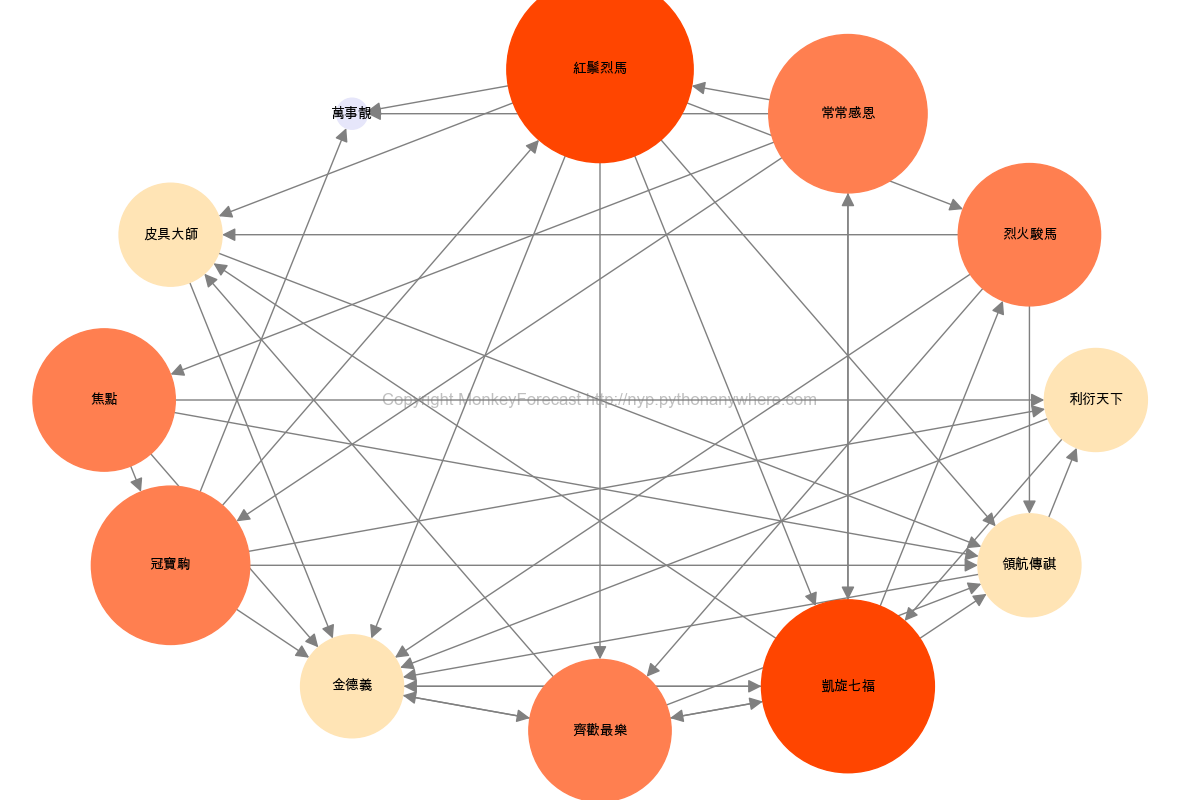 紅鬃烈馬
萬事靚
常常感恩
皮具大師
烈火駿馬
焦點
Copyright MonkeyForecast http://nyp.pythonanywhere.com
利衍天下
冠寶駒
領航傳祺
金德義
凱旋七福
齊歡最樂